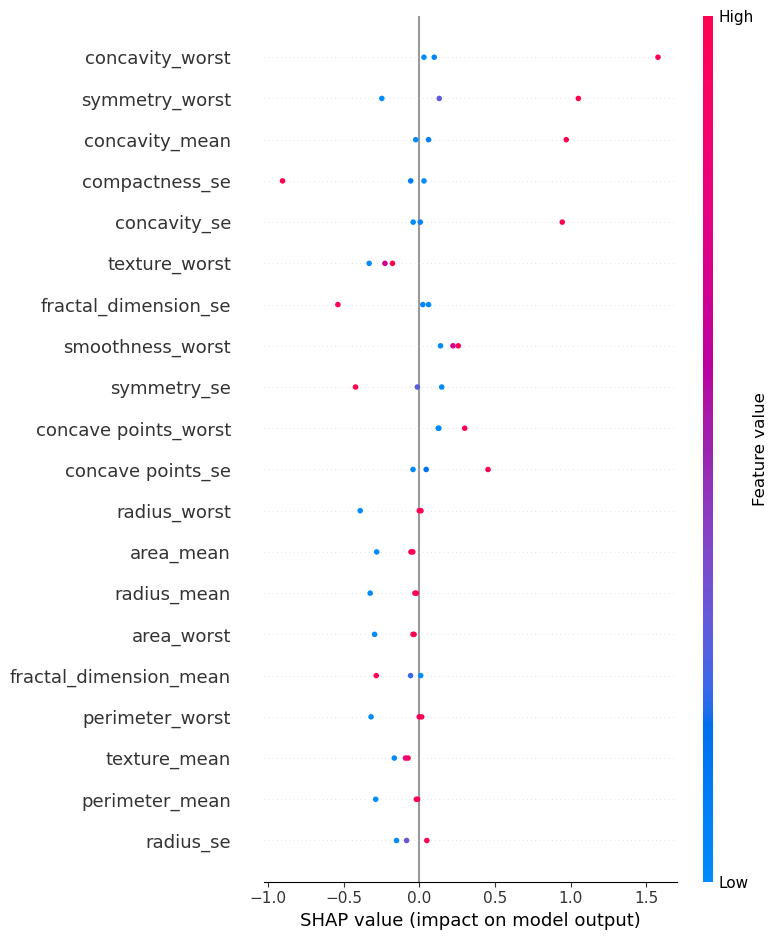 High
concavity_worst
symmetry_worst
concavity_mean
compactness_se
concavity_se
texture_worst
fractal_dimension_se
smoothness_worst
symmetry_se
concave points_worst
concave points_se
radius_worst
area_mean
radius_mean
area_worst
fractal_dimension_mean
perimeter_worst
texture_mean
perimeter_mean
radius_se
Feature value
Low
−1.0 −0.5 0.0 0.5 1.0 1.5
SHAP value (impact on model output)